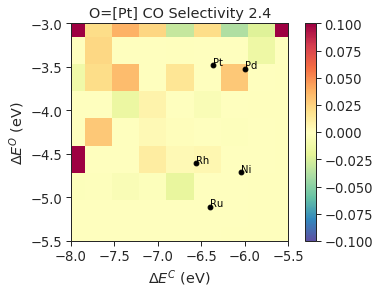 O=[Pt] CO Selectivity 2.4
−3.0
−3.5
−4.0
−4.5
−5.0
−5.5
ΔE^O (eV)
Pt
Pd
Rh
Ni
Ru
−8.0 −7.5 −7.0 −6.5 −6.0 −5.5
ΔE^C (eV)
0.100
0.075
0.050
0.025
0.000
−0.025
−0.050
−0.075
−0.100